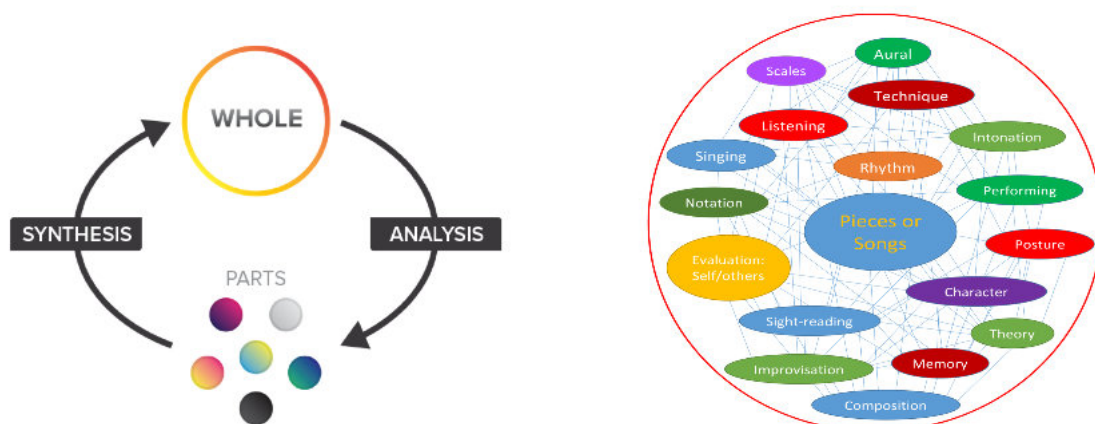 WHOLE
SYNTHESIS
ANALYSIS
PARTS
Aural
Scales
Technique
Listening
Intonation
Singing
Rhythm
Performing
Notation
Pieces or
Songs
Posture
Evaluation:
Self/others
Character
Sight-reading
Theory
Memory
Improvisation
Composition